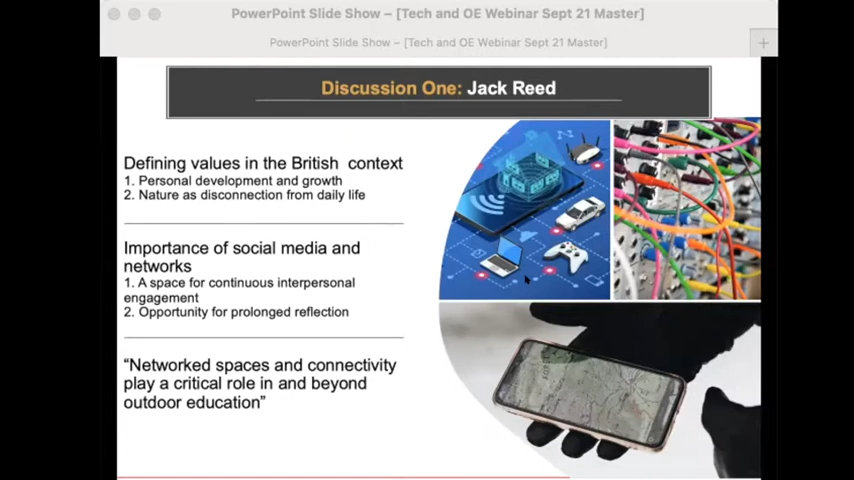 PowerPoint Slide Show – [Tech and OE Webinar Sept 21 Master]
PowerPoint Slide Show – [Tech and OE Webinar Sept 21 Master]
Discussion One: Jack Reed
Defining values in the British context
1. Personal development and growth
2. Nature as disconnection from daily life
Importance of social media and
networks
1. A space for continuous interpersonal
engagement
2. Opportunity for prolonged reflection
“Networked spaces and connectivity
play a critical role in and beyond
outdoor education”